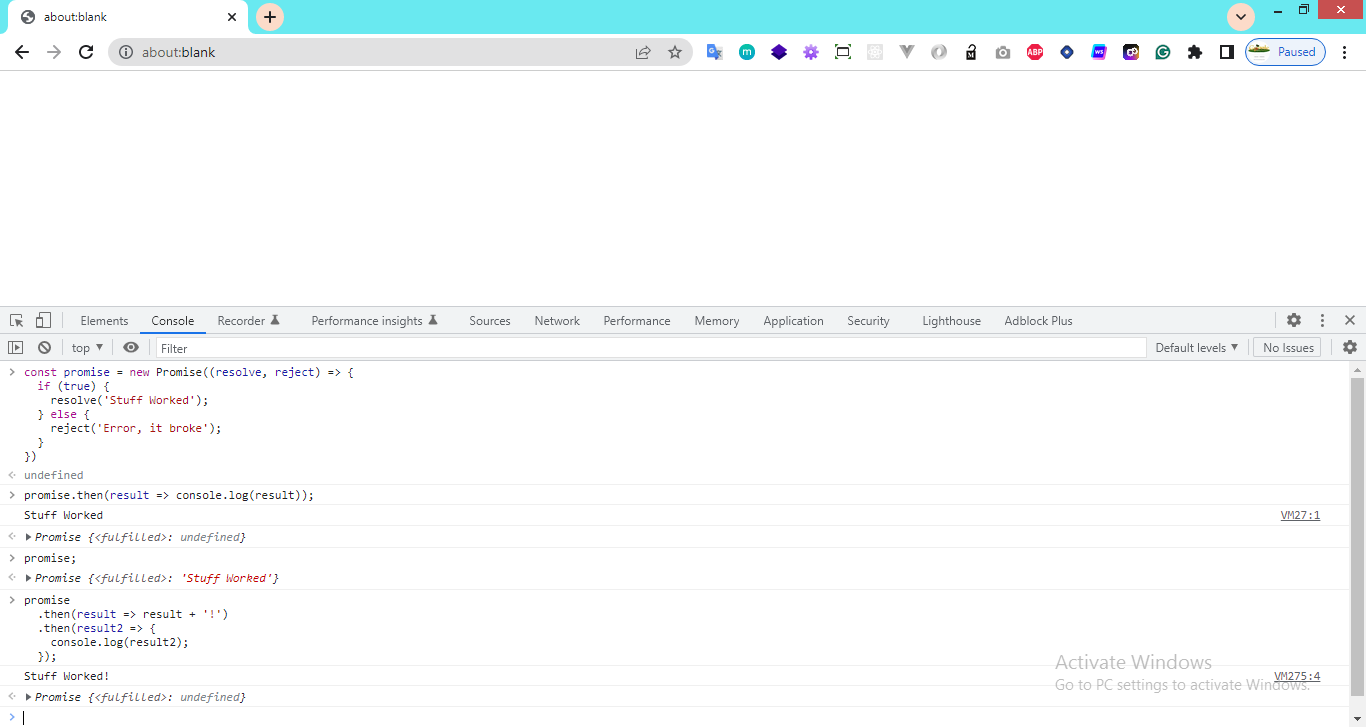 about:blank
about:blank
ABP
Paused
Elements Console Recorder Performance insights Sources Network Performance Memory Application Security Lighthouse Adblock Plus
top Filter Default levels No Issues
const promise = new Promise((resolve, reject) => {
if (true) {
resolve('Stuff Worked');
} else {
reject('Error, it broke');
}
})
undefined
promise.then(result => console.log(result));
Stuff Worked VM27:1
Promise {<fulfilled>: undefined}
promise;
Promise {<fulfilled>: 'Stuff Worked'}
promise
.then(result => result + '!')
.then(result2 => {
console.log(result2);
});
Activate Windows
Stuff Worked! VM275:4
Go to PC settings to activate Windows.
Promise {<fulfilled>: undefined}